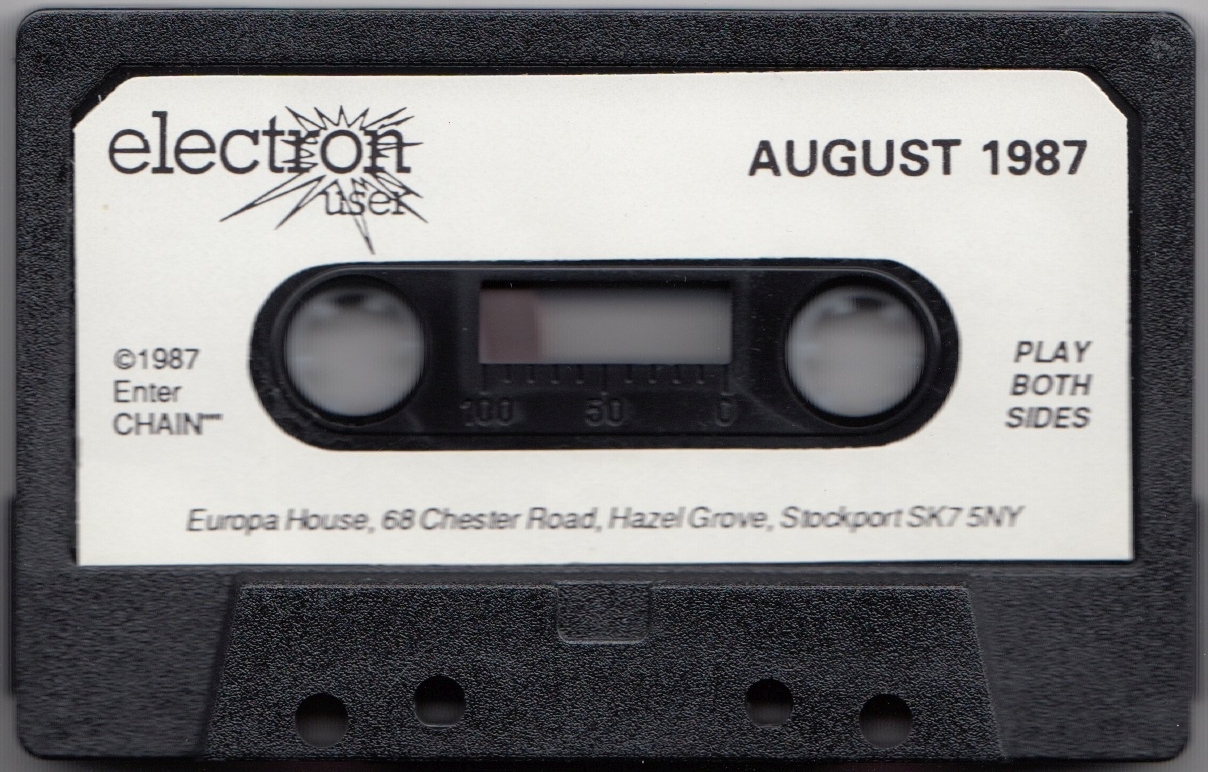 electron
user
AUGUST 1987
©1987
Enter
CHAIN""
PLAY
BOTH
SIDES
100 50 0
Europa House, 68 Chester Road, Hazel Grove, Stockport SK7 5NY